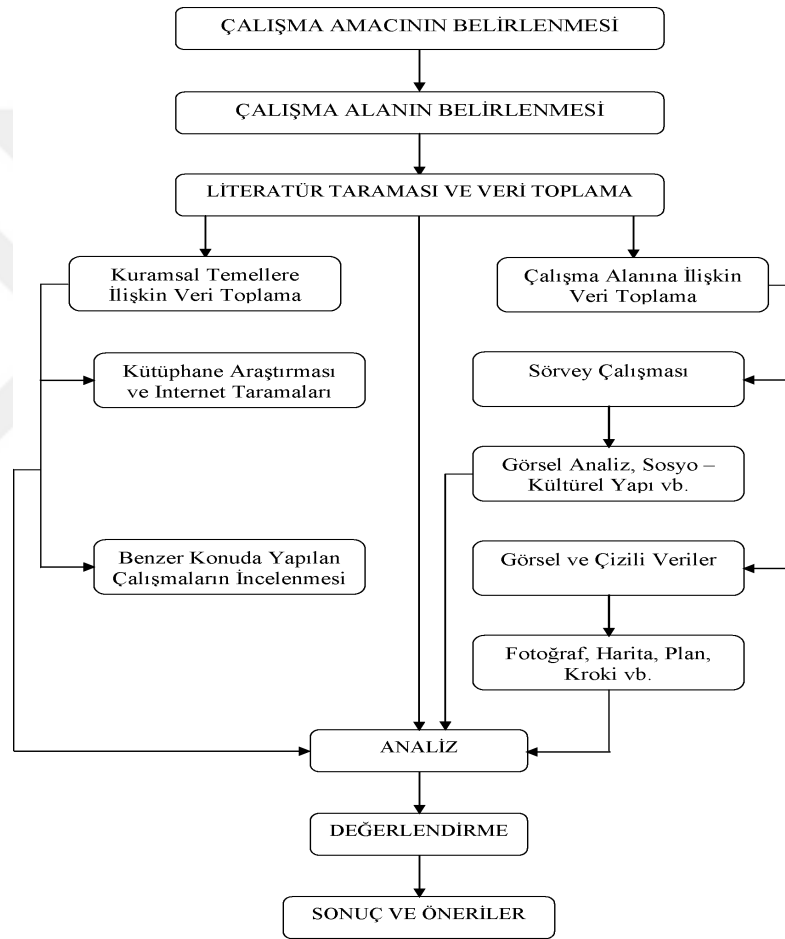 ÇALIŞMA AMACININ BELİRLENMESİ
ÇALIŞMA ALANIN BELİRLENMESİ
LİTERATÜR TARAMASI VE VERİ TOPLAMA
Kuramsal Temellere
İlişkin Veri Toplama
Çalışma Alanına İlişkin
Veri Toplama
Kütüphane Araştırması
ve Internet Taramaları
Sörvey Çalışması
Görsel Analiz, Sosyo –
Kültürel Yapı vb.
Benzer Konuda Yapılan
Çalışmaların İncelenmesi
Görsel ve Çizili Veriler
Fotoğraf, Harita, Plan,
Kroki vb.
ANALİZ
DEĞERLENDİRME
SONUÇ VE ÖNERİLER